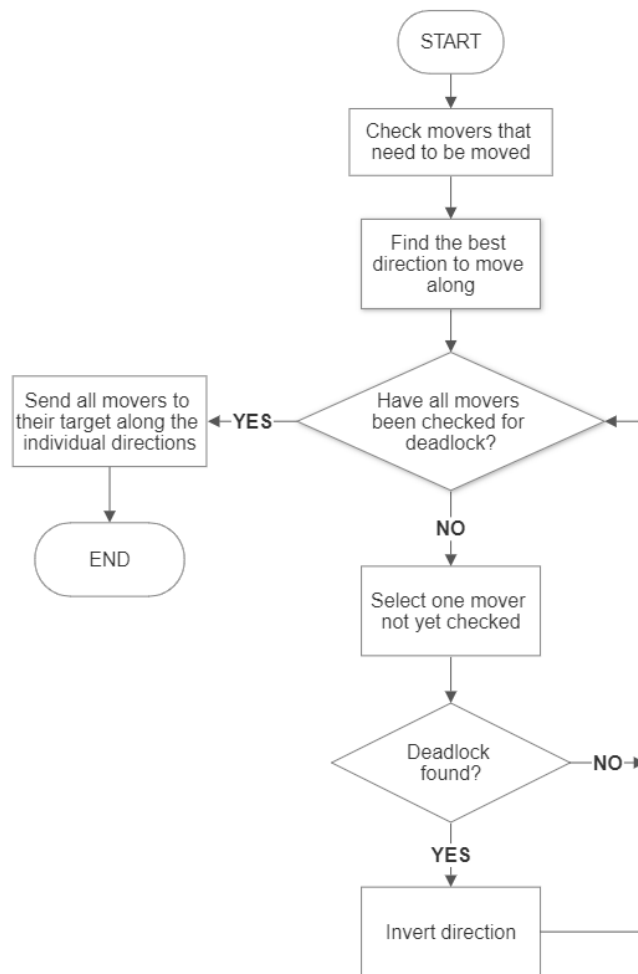 START
Check movers that
need to be moved
Find the best
direction to move
along
Have all movers
been checked for
deadlock?
YES
Send all movers to
their target along the
individual directions
END
NO
Select one mover
not yet checked
Deadlock
found?
NO
YES
Invert direction